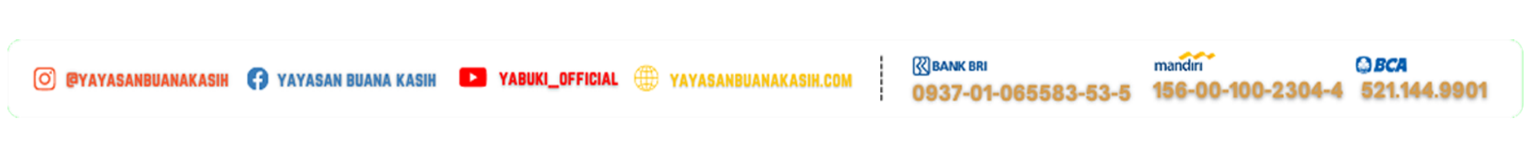 @YAYASANBUANAKASIH
YAYASAN BUANA KASIH
YABUKI_OFFICIAL
YAYASANBUANAKASIH.COM
BANK BRI
0937-01-065583-53-5
mandiri
156-00-100-2304-4
BCA
521.144.9901